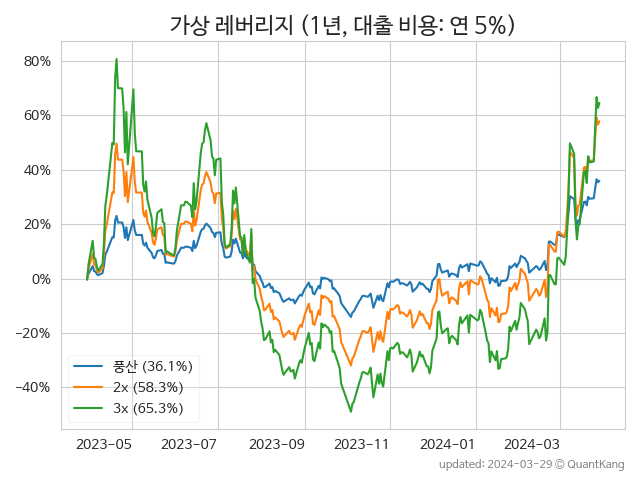 가상 레버리지 (1년, 대출 비용: 연 5%)
80%
60%
40%
20%
0%
−20%
−40%
풍산 (36.1%)
2x (58.3%)
3x (65.3%)
2023-05 2023-07 2023-09 2023-11 2024-01 2024-03
updated: 2024-03-29 © QuantKang